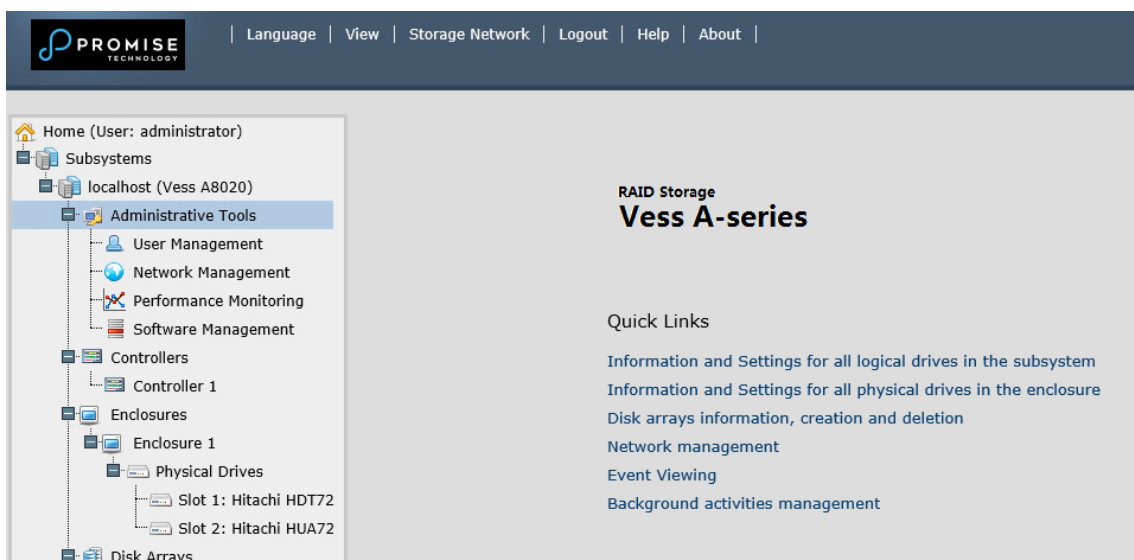 PROMISE
TECHNOLOGY
| Language | View | Storage Network | Logout | Help | About |
Home (User: administrator)
Subsystems
localhost (Vess A8020)
Administrative Tools
User Management
Network Management
Performance Monitoring
Software Management
Controllers
Controller 1
Enclosures
Enclosure 1
Physical Drives
Slot 1: Hitachi HDT72
Slot 2: Hitachi HUA72
Disk Arrays
RAID Storage
Vess A-series
Quick Links
Information and Settings for all logical drives in the subsystem
Information and Settings for all physical drives in the enclosure
Disk arrays information, creation and deletion
Network management
Event Viewing
Background activities management